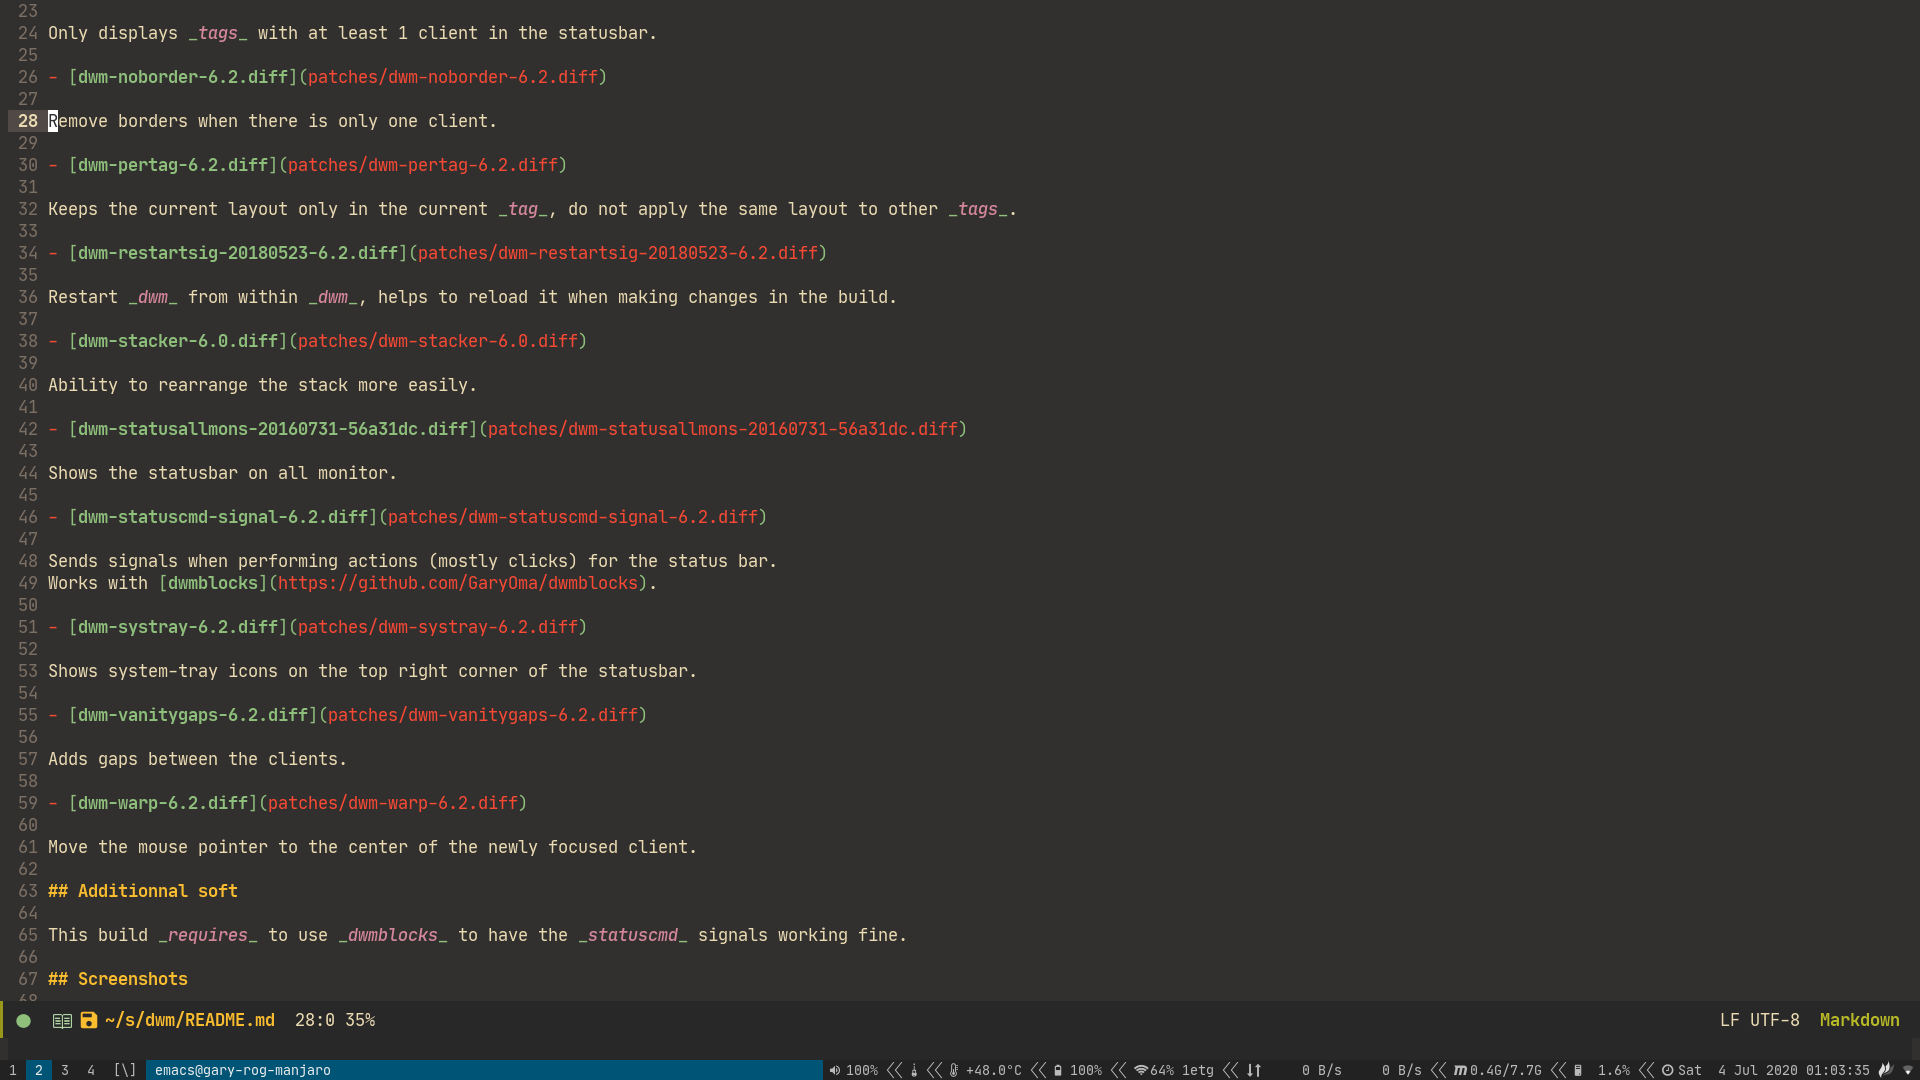 23
24 Only displays _tags_ with at least 1 client in the statusbar.
25
26 - [dwm-noborder-6.2.diff](patches/dwm-noborder-6.2.diff)
27
28 Remove borders when there is only one client.
29
30 - [dwm-pertag-6.2.diff](patches/dwm-pertag-6.2.diff)
31
32 Keeps the current layout only in the current _tag_, do not apply the same layout to other _tags_.
33
34 - [dwm-restartsig-20180523-6.2.diff](patches/dwm-restartsig-20180523-6.2.diff)
35
36 Restart _dwm_ from within _dwm_, helps to reload it when making changes in the build.
37
38 - [dwm-stacker-6.0.diff](patches/dwm-stacker-6.0.diff)
39
40 Ability to rearrange the stack more easily.
41
42 - [dwm-statusallmons-20160731-56a31dc.diff](patches/dwm-statusallmons-20160731-56a31dc.diff)
43
44 Shows the statusbar on all monitor.
45
46 - [dwm-statuscmd-signal-6.2.diff](patches/dwm-statuscmd-signal-6.2.diff)
47
48 Sends signals when performing actions (mostly clicks) for the status bar.
49 Works with [dwmblocks](https://github.com/GaryOma/dwmblocks).
50
51 - [dwm-systray-6.2.diff](patches/dwm-systray-6.2.diff)
52
53 Shows system-tray icons on the top right corner of the statusbar.
54
55 - [dwm-vanitygaps-6.2.diff](patches/dwm-vanitygaps-6.2.diff)
56
57 Adds gaps between the clients.
58
59 - [dwm-warp-6.2.diff](patches/dwm-warp-6.2.diff)
60
61 Move the mouse pointer to the center of the newly focused client.
62
63 ## Additionnal soft
64
65 This build _requires_ to use _dwmblocks_ to have the _statuscmd_ signals working fine.
66
67 ## Screenshots
68
~/s/dwm/README.md 28:0 35% LF UTF-8 Markdown
1 2 3 4 [\] emacs@gary-rog-manjaro 100% +48.0°C 100% 64% 1etg 0 B/s 0 B/s m 0.4G/7.7G 1.6% Sat 4 Jul 2020 01:03:35